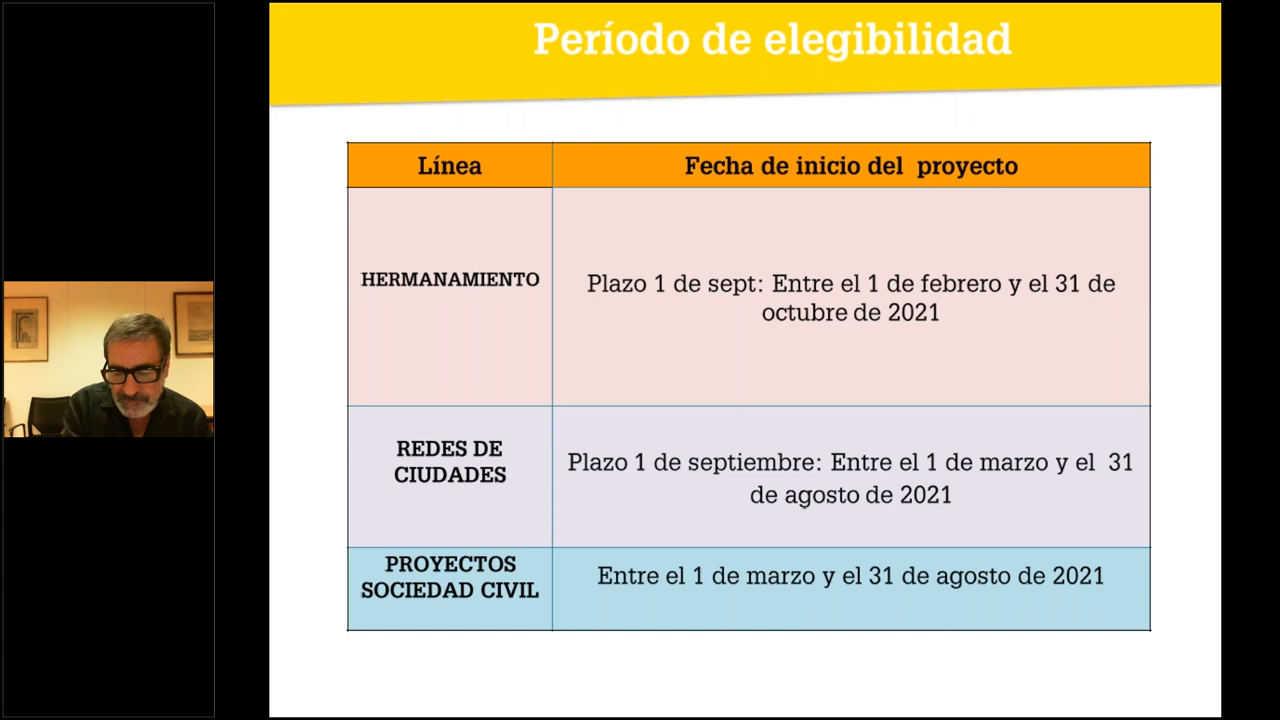 Período de elegibilidad
Línea
Fecha de inicio del proyecto
HERMANAMIENTO
Plazo 1 de sept: Entre el 1 de febrero y el 31 de
octubre de 2021
REDES DE
CIUDADES
Plazo 1 de septiembre: Entre el 1 de marzo y el 31
de agosto de 2021
PROYECTOS
SOCIEDAD CIVIL
Entre el 1 de marzo y el 31 de agosto de 2021